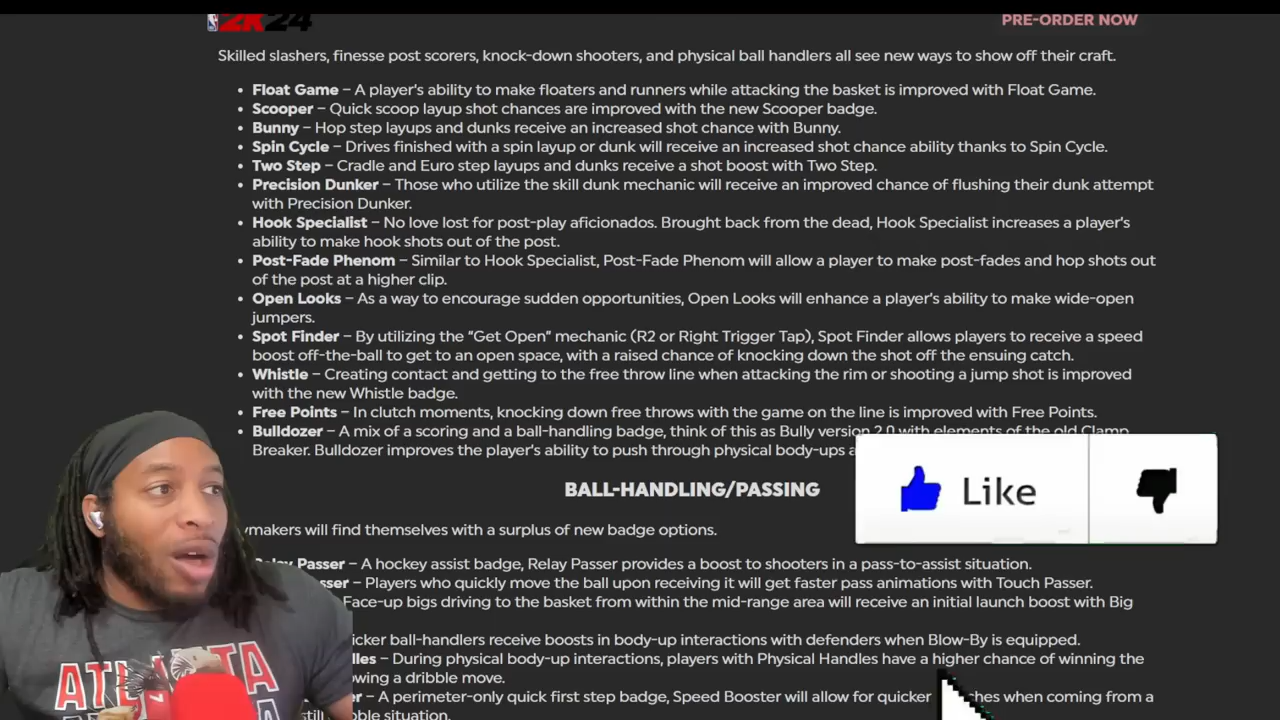 2K24
PRE-ORDER NOW
Skilled slashers, finesse post scorers, knock-down shooters, and physical ball handlers all see new ways to show off their craft.
• Float Game – A player's ability to make floaters and runners while attacking the basket is improved with Float Game.
• Scooper – Quick scoop layup shot chances are improved with the new Scooper badge.
• Bunny – Hop step layups and dunks receive an increased shot chance with Bunny.
• Spin Cycle – Drives finished with a spin layup or dunk will receive an increased shot chance ability thanks to Spin Cycle.
• Two Step – Cradle and Euro step layups and dunks receive a shot boost with Two Step.
• Precision Dunker – Those who utilize the skill dunk mechanic will receive an improved chance of flushing their dunk attempt
with Precision Dunker.
• Hook Specialist – No love lost for post-play aficionados. Brought back from the dead, Hook Specialist increases a player's
ability to make hook shots out of the post.
• Post-Fade Phenom – Similar to Hook Specialist, Post-Fade Phenom will allow a player to make post-fades and hop shots out
of the post at a higher clip.
• Open Looks – As a way to encourage sudden opportunities, Open Looks will enhance a player's ability to make wide-open
jumpers.
• Spot Finder – By utilizing the "Get Open" mechanic (R2 or Right Trigger Tap), Spot Finder allows players to receive a speed
boost off-the-ball to get to an open space, with a raised chance of knocking down the shot off the ensuing catch.
• Whistle – Creating contact and getting to the free throw line when attacking the rim or shooting a jump shot is improved
with the new Whistle badge.
• Free Points – In clutch moments, knocking down free throws with the game on the line is improved with Free Points.
• Bulldozer – A mix of a scoring and a ball-handling badge, think of this as Bully version 2.0 with elements of the old Clamp
Breaker. Bulldozer improves the player's ability to push through physical body-ups
Like
BALL-HANDLING/PASSING
makers will find themselves with a surplus of new badge options.
Relay Passer – A hockey assist badge, Relay Passer provides a boost to shooters in a pass-to-assist situation.
sser – Players who quickly move the ball upon receiving it will get faster pass animations with Touch Passer.
Face-up bigs driving to the basket from within the mid-range area will receive an initial launch boost with Big
icker ball-handlers receive boosts in body-up interactions with defenders when Blow-By is equipped.
dles – During physical body-up interactions, players with Physical Handles have a higher chance of winning the
owing a dribble move.
r – A perimeter-only quick first step badge, Speed Booster will allow for quicker ches when coming from a
still bble situation.
ATLANTA